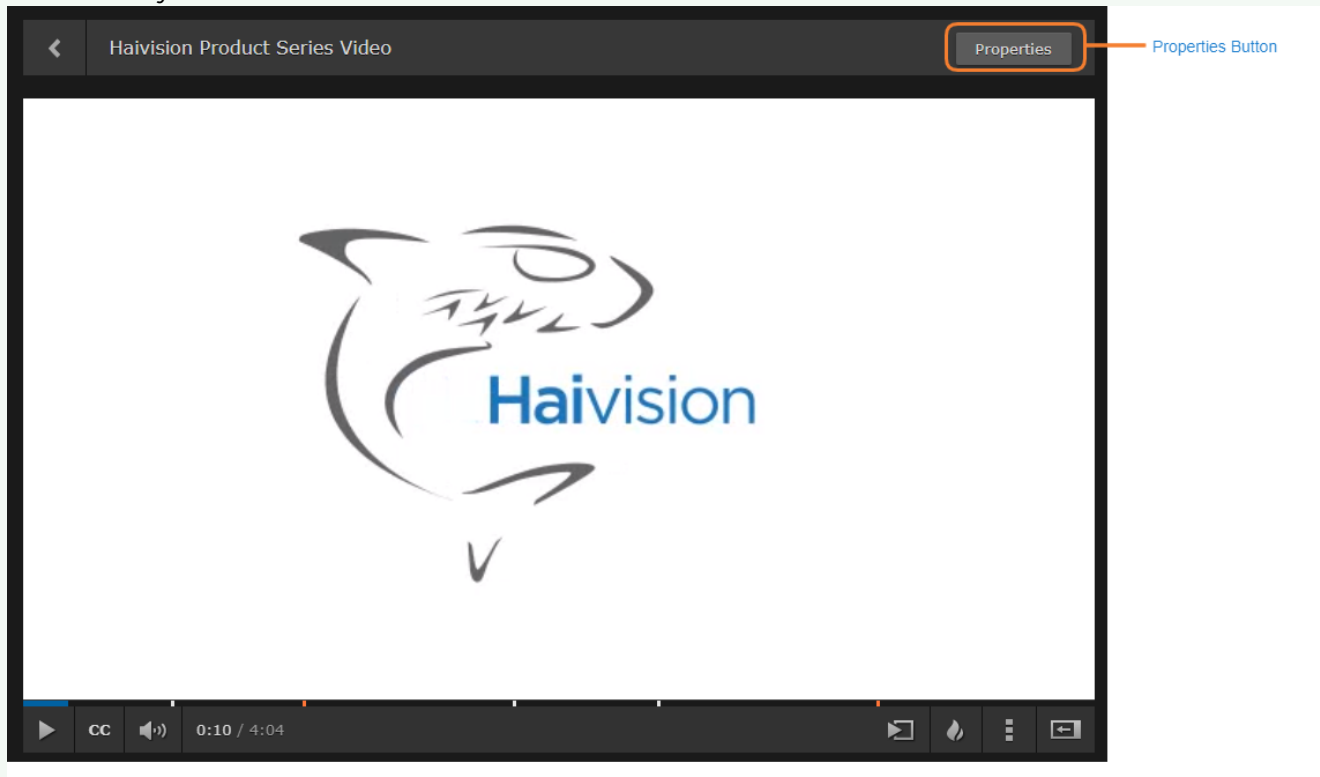 Haivision Product Series Video
Properties
Properties Button
Haivision
CC
0:10 / 4:04